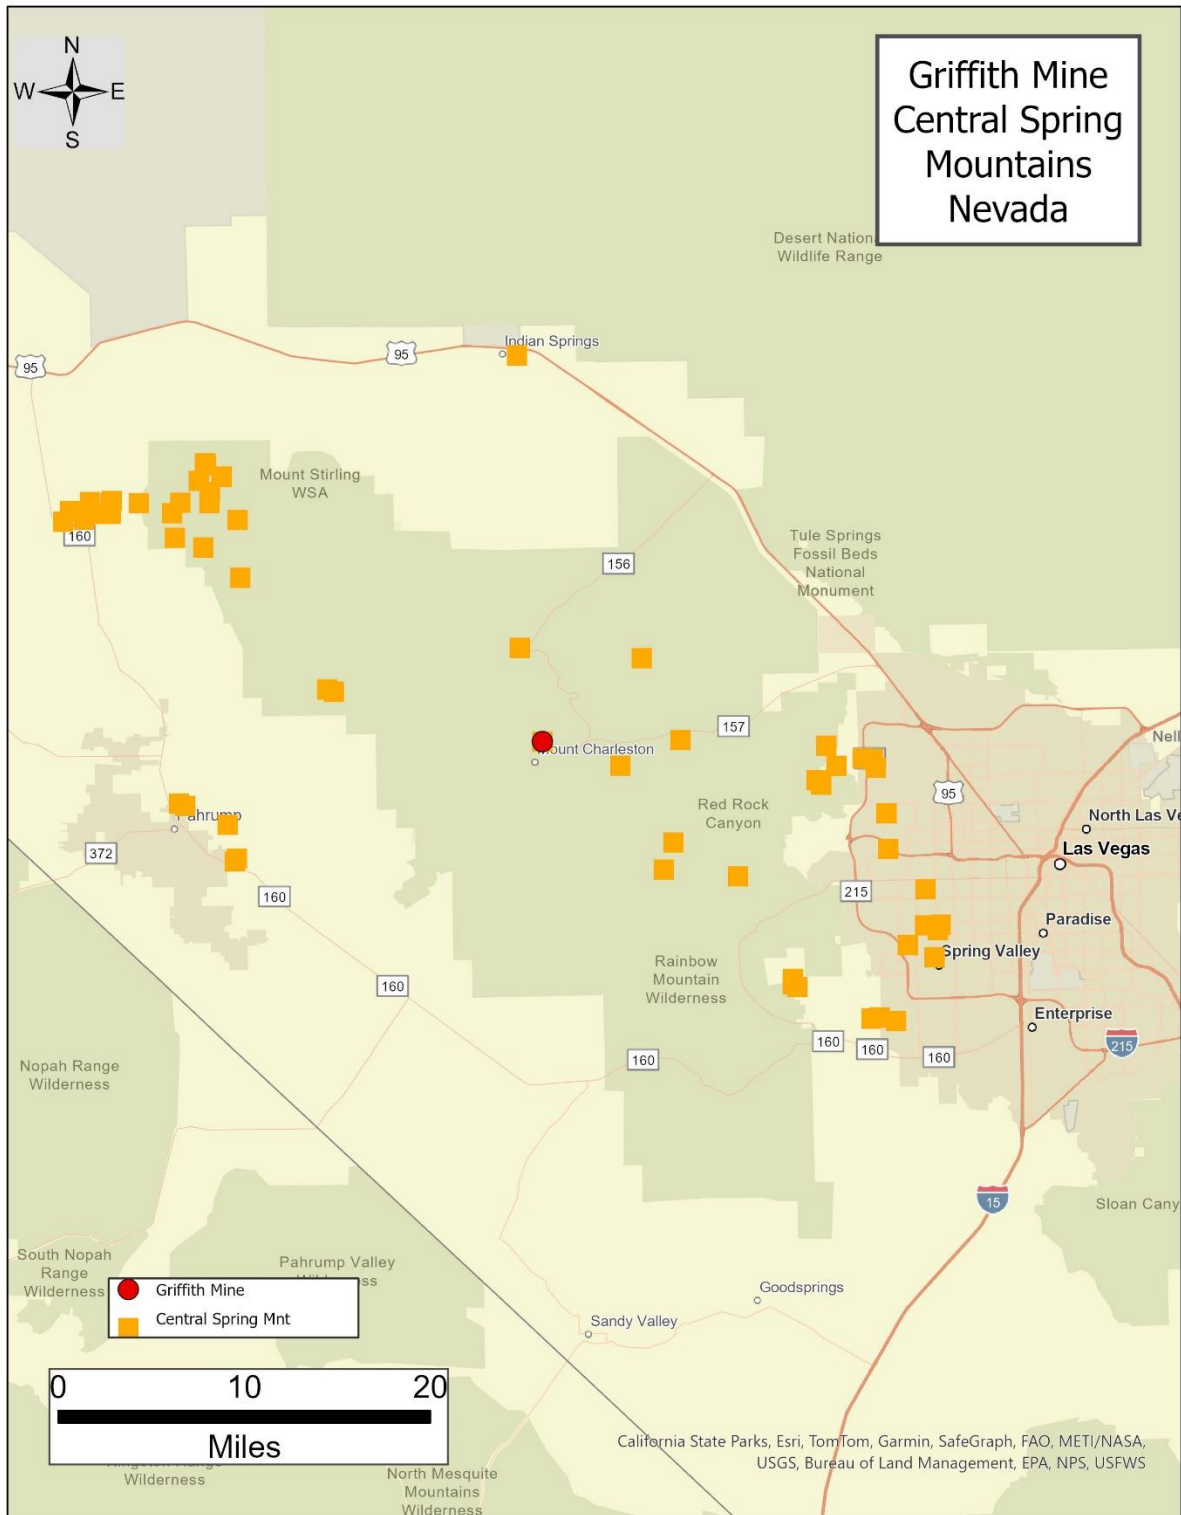 N
W E
S
Griffith Mine
Central Spring
Mountains
Nevada
Desert Nation
Wildlife Range
Indian Springs
95
95
Mount Stirling
WSA
160
156
Tule Springs
Fossil Beds
National
Monument
157
Mount Charleston
Nell
95
North Las Ve
Las Vegas
Red Rock
Canyon
Pahrump
372
160
215
Paradise
Spring Valley
Rainbow
Mountain
Wilderness
160
Enterprise
160
160
160
160
215
Nopah Range
Wilderness
15
Sloan Cany
South Nopah
Range
Wilderness
Pahrump Valley
Wilderness
Griffith Mine
Central Spring Mnt
Goodsprings
Sandy Valley
0 10 20
Miles
California State Parks, Esri, TomTom, Garmin, SafeGraph, FAO, METI/NASA,
USGS, Bureau of Land Management, EPA, NPS, USFWS
Wilderness
North Mesquite
Mountains
Wilderness